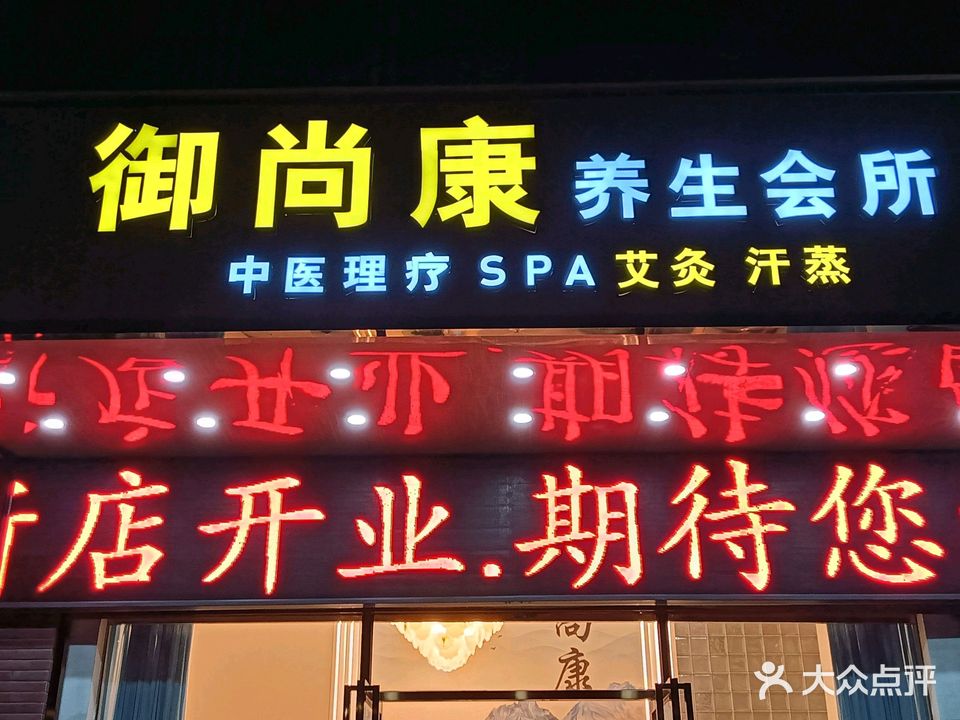 御尚康 养生会所
中医理疗 SPA 艾灸 汗蒸
新店开业.期待您
尚康
大众点评